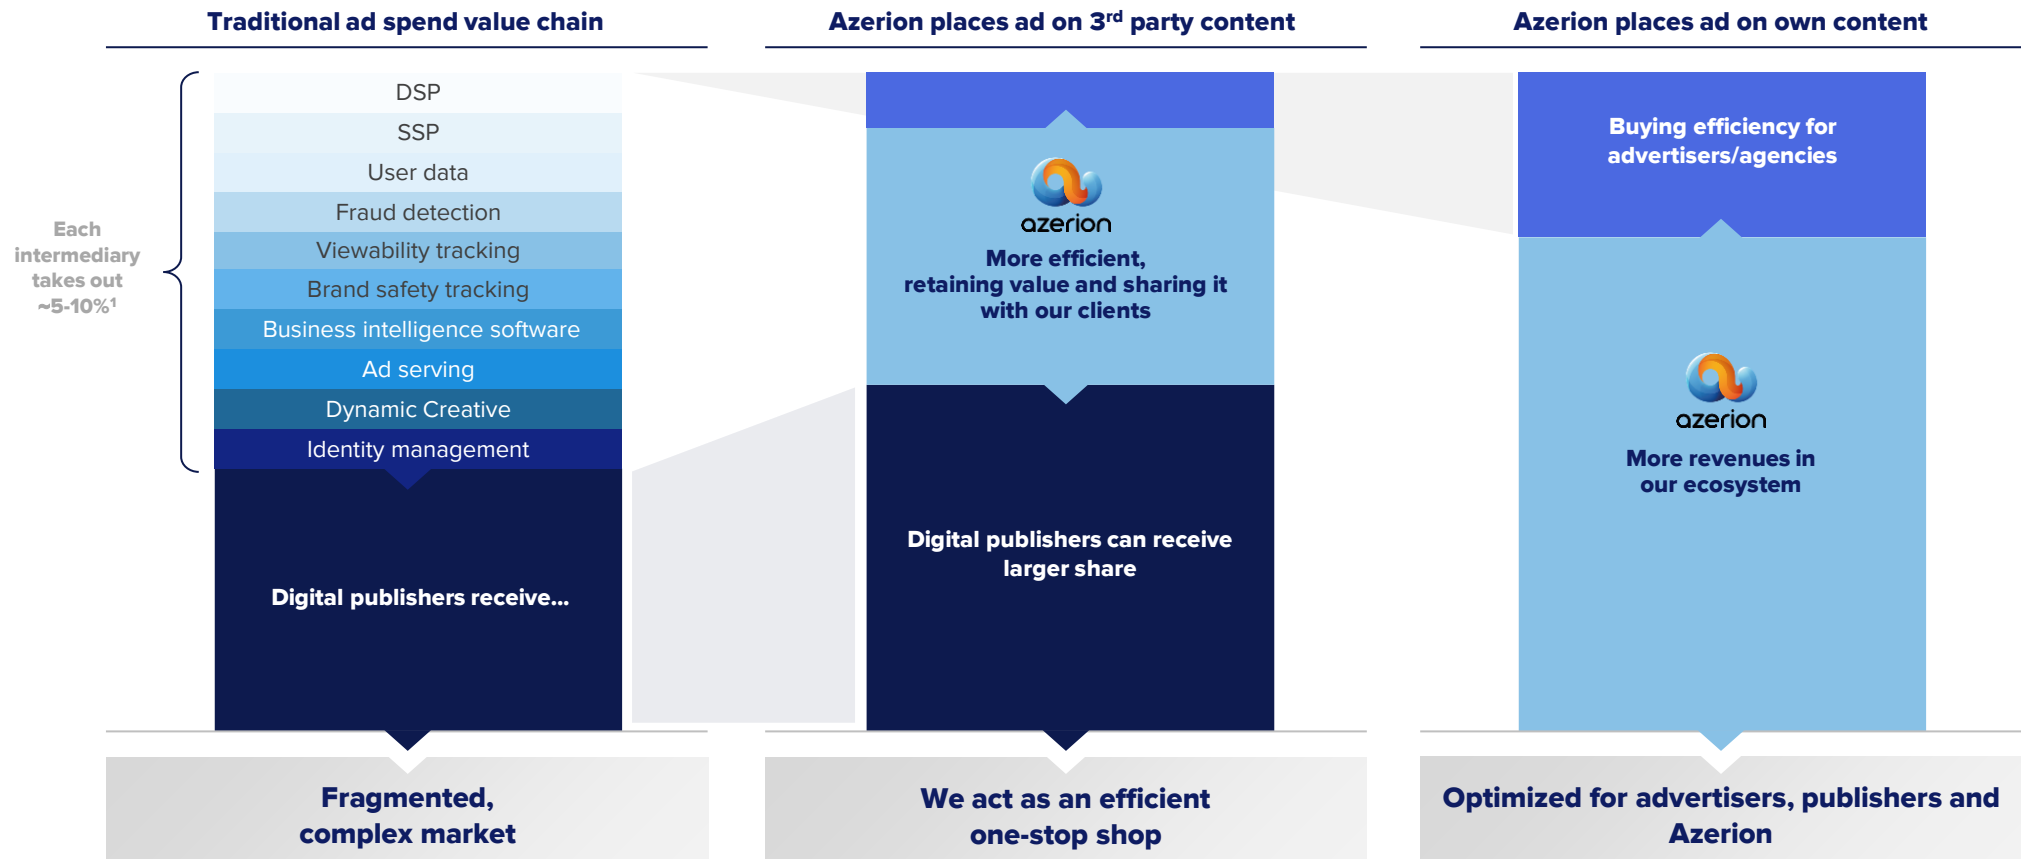 Traditional ad spend value chain
Azerion places ad on 3rd party content
Azerion places ad on own content
Each
intermediary
takes out
~5-10%¹
DSP
SSP
User data
Fraud detection
Viewability tracking
Brand safety tracking
Business intelligence software
Ad serving
Dynamic Creative
Identity management
Digital publishers receive...
azerion
More efficient,
retaining value and sharing it
with our clients
Digital publishers can receive
larger share
Buying efficiency for
advertisers/agencies
azerion
More revenues in
our ecosystem
Fragmented,
complex market
We act as an efficient
one-stop shop
Optimized for advertisers, publishers and
Azerion